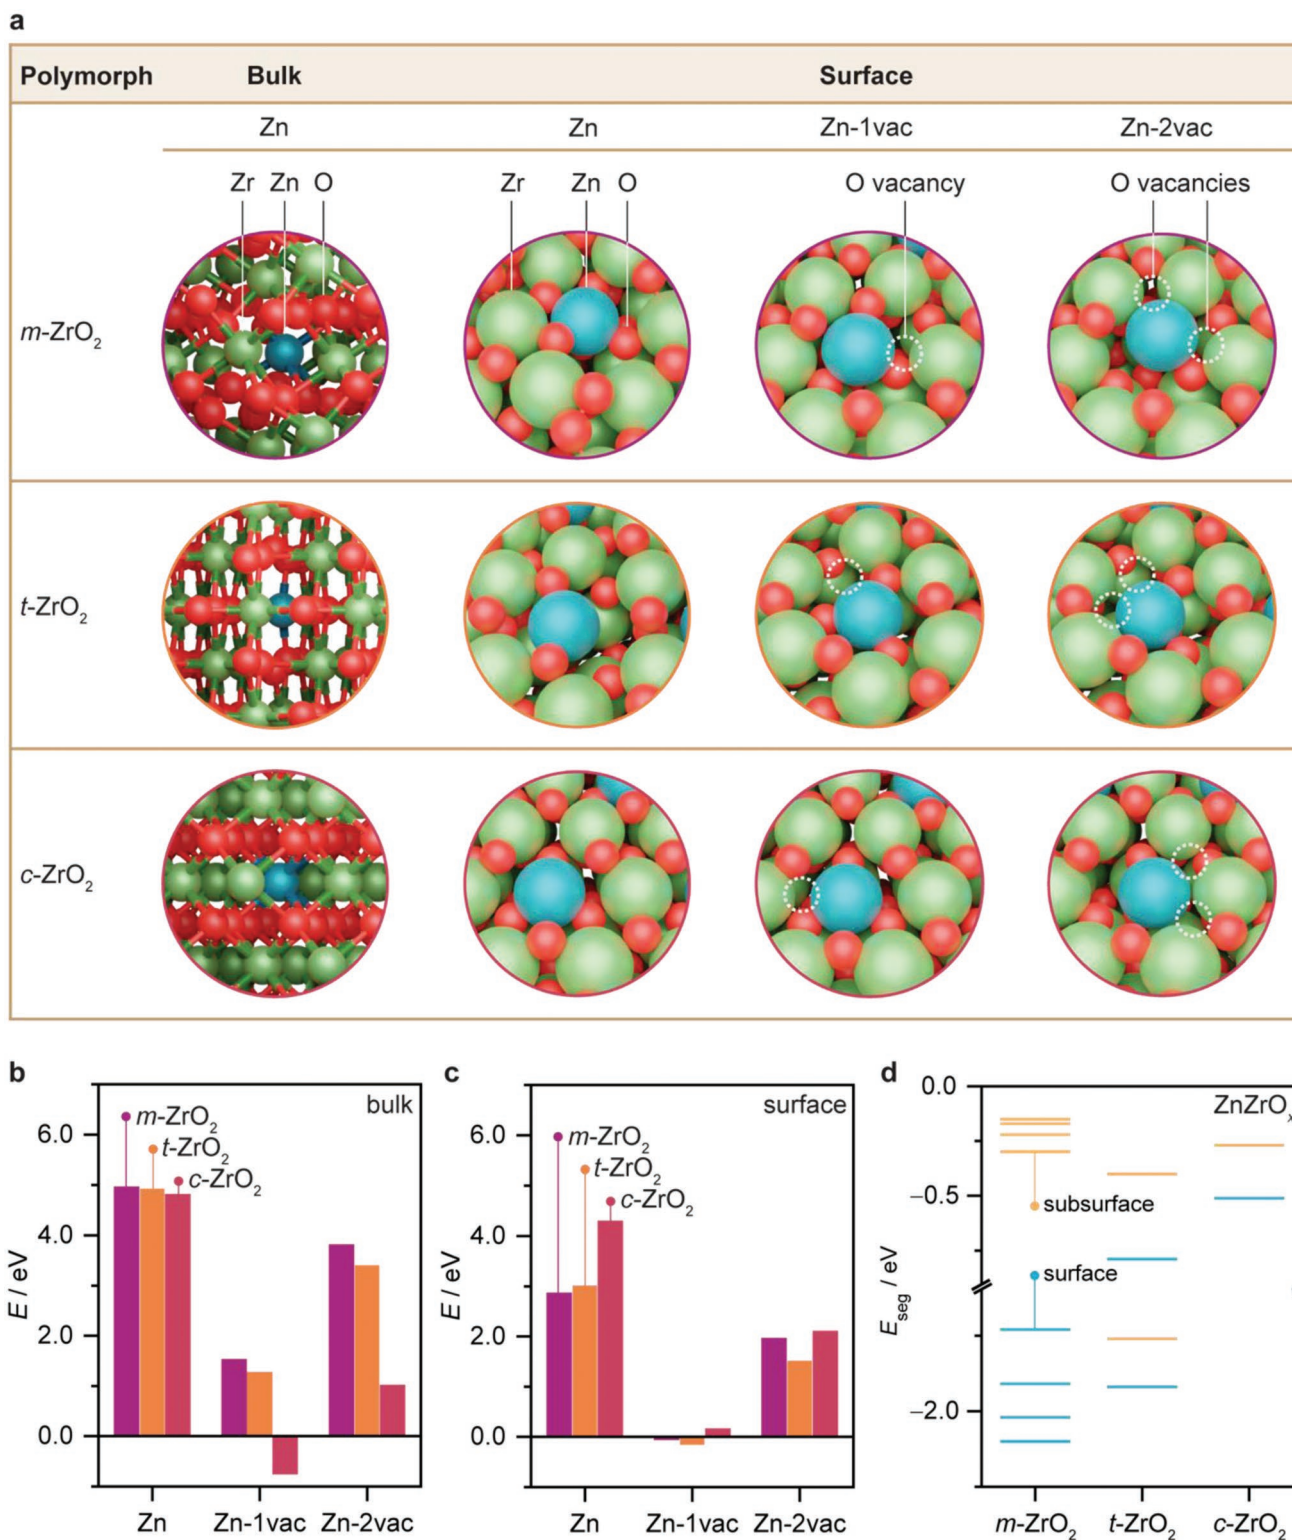 a
Polymorph Bulk Surface
Zn Zn Zn-1vac Zn-2vac
Zr Zn O Zr Zn O O vacancy O vacancies
m-ZrO₂
t-ZrO₂
c-ZrO₂
b
bulk
m-ZrO₂
t-ZrO₂
c-ZrO₂
6.0
4.0
2.0
0.0
E / eV
Zn Zn-1vac Zn-2vac
c
surface
m-ZrO₂
t-ZrO₂
c-ZrO₂
6.0
4.0
2.0
0.0
E / eV
Zn Zn-1vac Zn-2vac
d
ZnZrOₓ
0.0
−0.5
−2.0
E seg / eV
subsurface
surface
m-ZrO₂ t-ZrO₂ c-ZrO₂